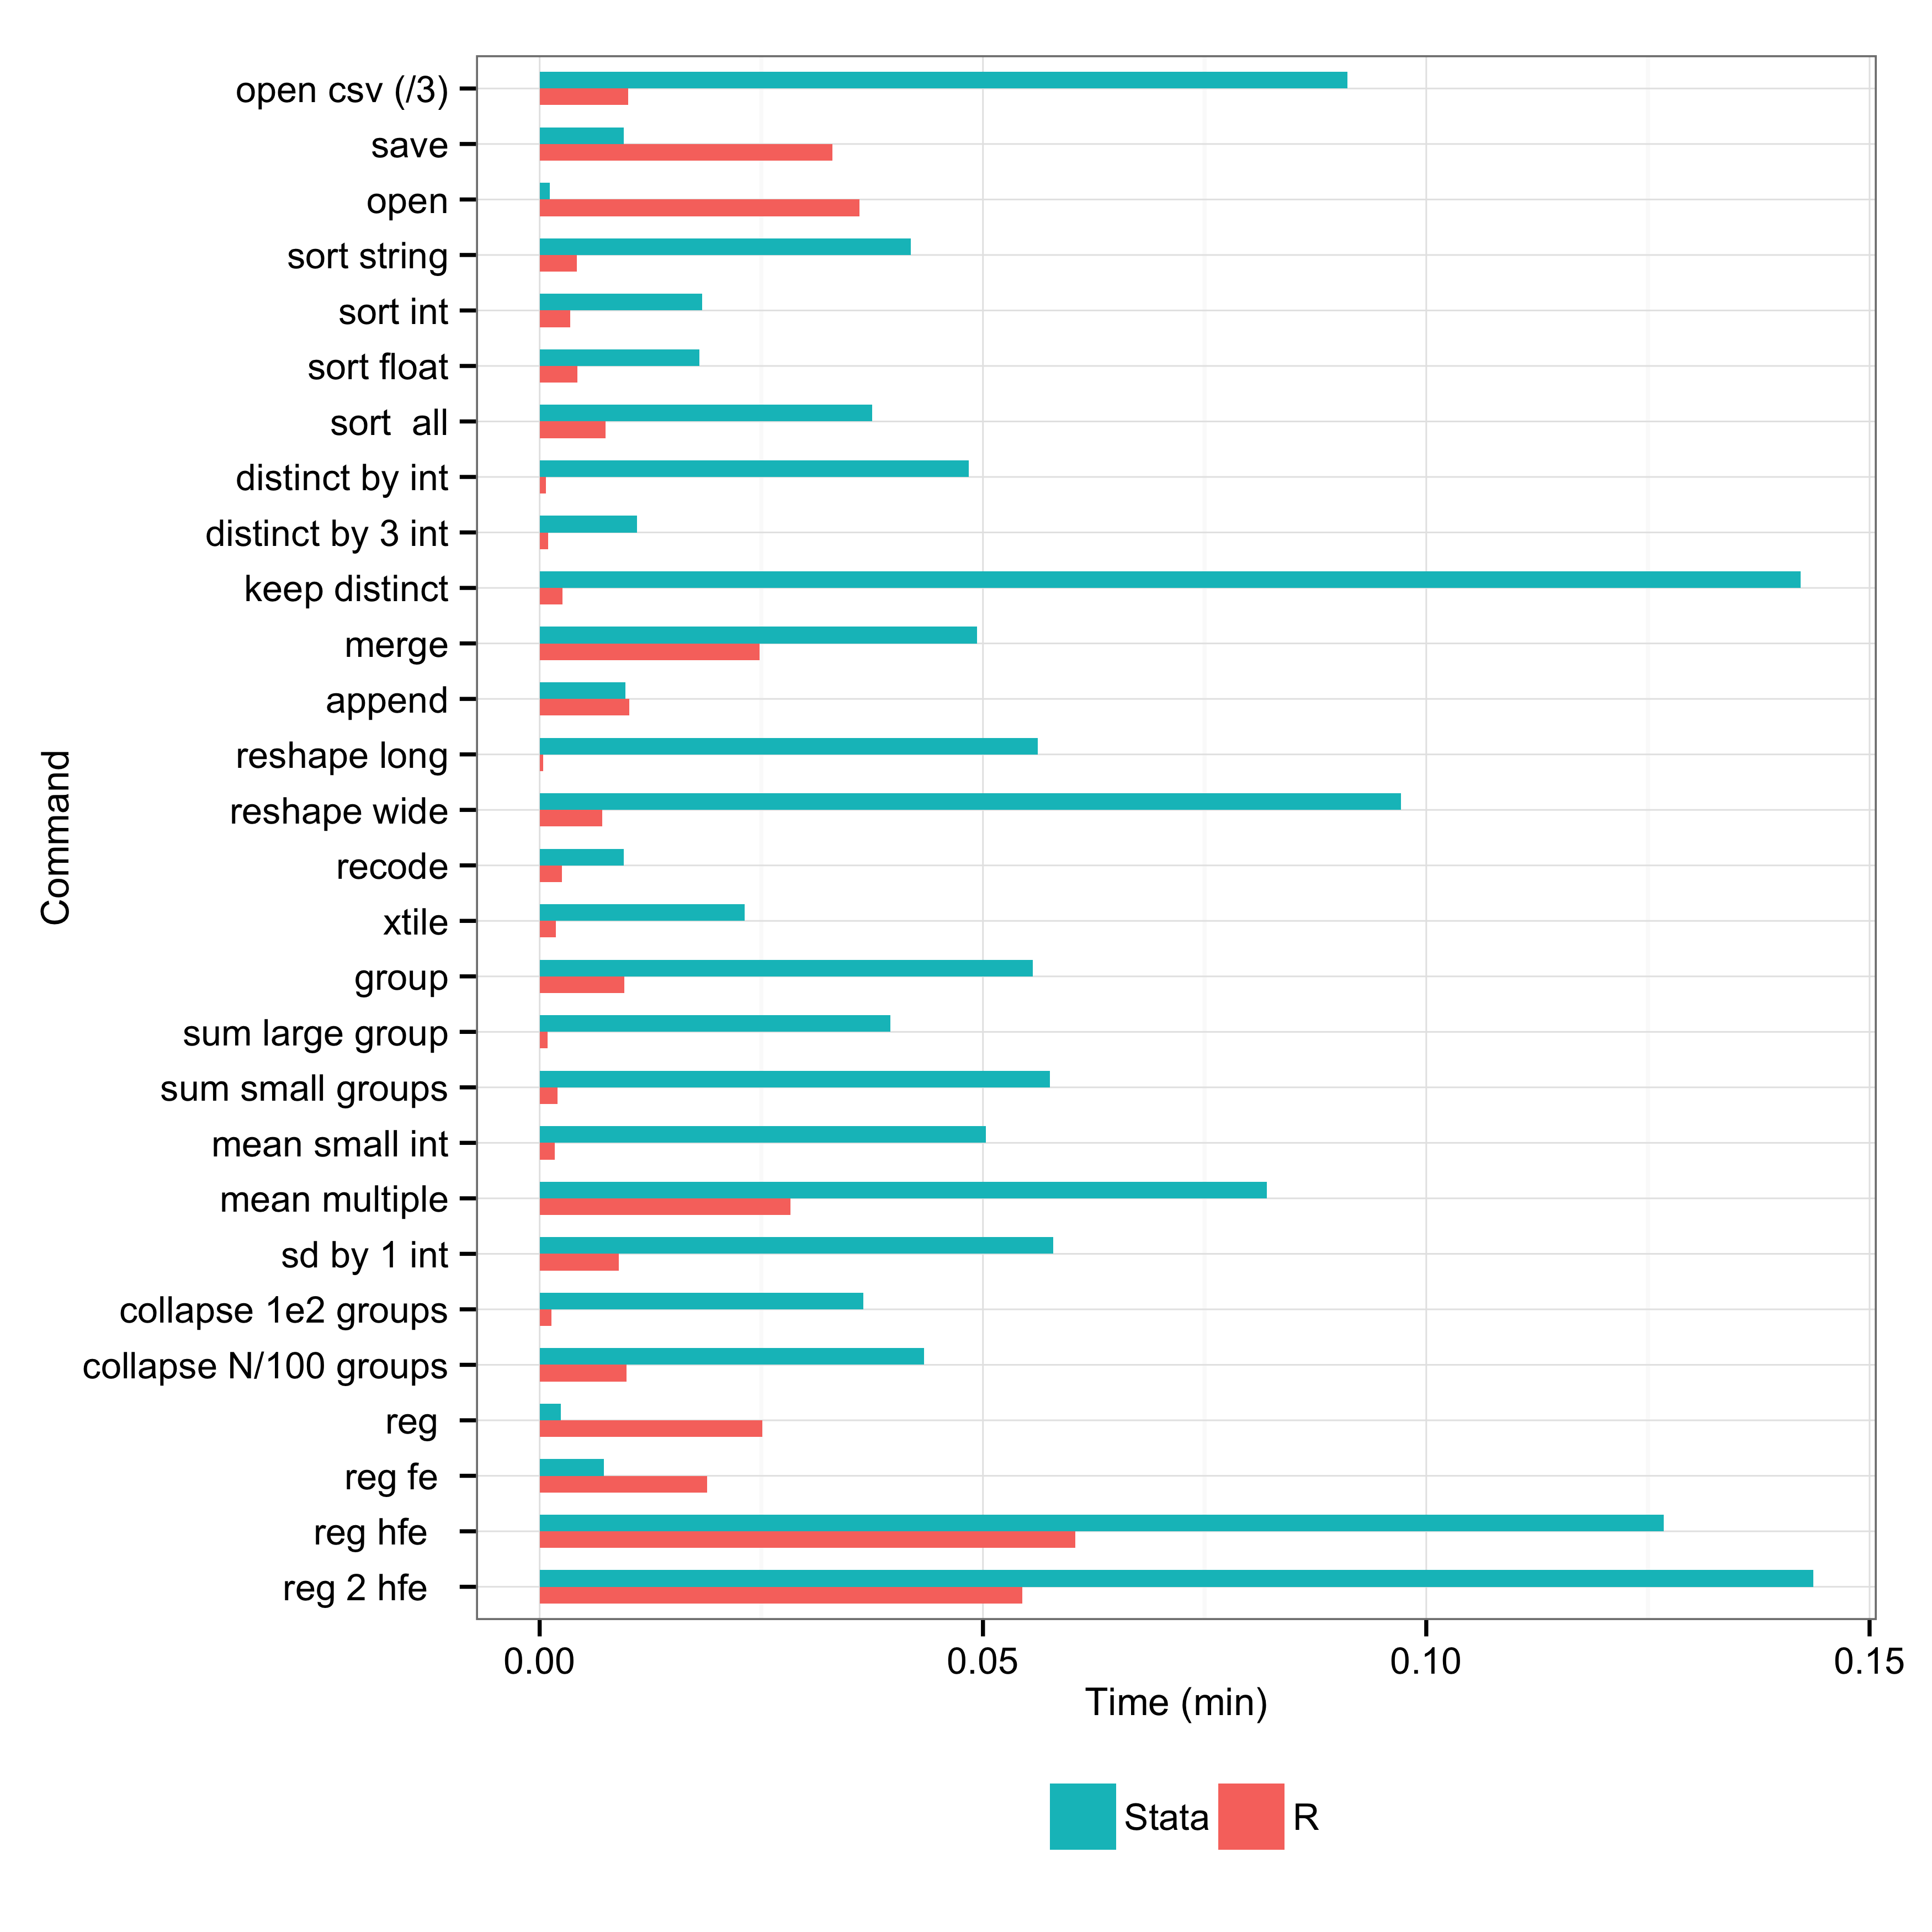 open csv (/3)
save
open
sort string
sort int
sort float
sort  all
distinct by int
distinct by 3 int
keep distinct
merge
append
reshape long
reshape wide
recode
xtile
group
sum large group
sum small groups
mean small int
mean multiple
sd by 1 int
collapse 1e2 groups
collapse N/100 groups
reg
reg fe
reg hfe
reg 2 hfe
Command
0.00 0.05 0.10 0.15
Time (min)
Stata R